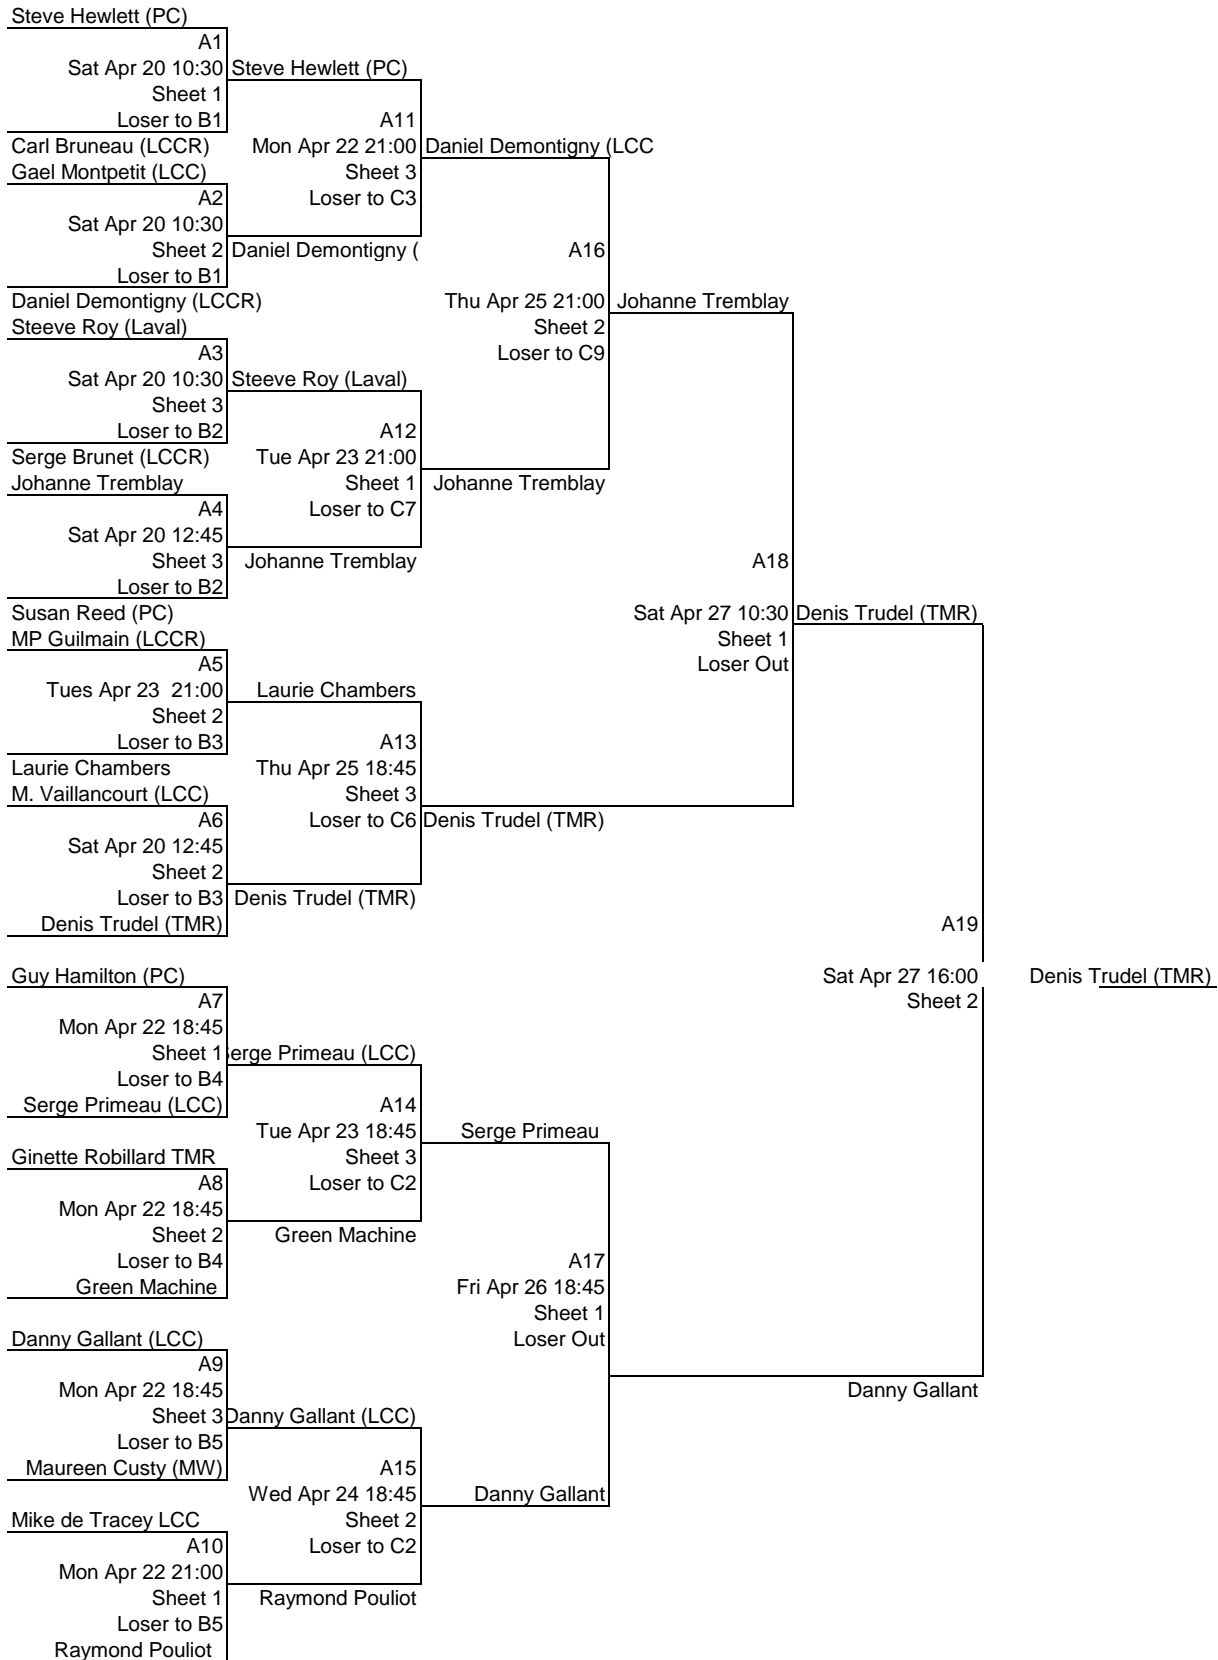 Steve Hewlett (PC)
A1
Sat Apr 20 10:30 Steve Hewlett (PC)
Sheet 1
Loser to B1 A11
Carl Bruneau (LCCR) Mon Apr 22 21:00 Daniel Demontigny (LCC
Gael Montpetit (LCC) Sheet 3
A2 Loser to C3
Sat Apr 20 10:30
Sheet 2 Daniel Demontigny ( A16
Loser to B1
Daniel Demontigny (LCCR) Thu Apr 25 21:00 Johanne Tremblay
Steeve Roy (Laval) Sheet 2
A3 Loser to C9
Sat Apr 20 10:30 Steeve Roy (Laval)
Sheet 3
Loser to B2 A12
Serge Brunet (LCCR) Tue Apr 23 21:00
Johanne Tremblay Sheet 1 Johanne Tremblay
A4 Loser to C7
Sat Apr 20 12:45
Sheet 3 Johanne Tremblay A18
Loser to B2
Susan Reed (PC) Sat Apr 27 10:30 Denis Trudel (TMR)
MP Guilmain (LCCR) Sheet 1
A5 Loser Out
Tues Apr 23 21:00 Laurie Chambers
Sheet 2
Loser to B3 A13
Laurie Chambers Thu Apr 25 18:45
M. Vaillancourt (LCC) Sheet 3
A6 Loser to C6 Denis Trudel (TMR)
Sat Apr 20 12:45
Sheet 2
Loser to B3 Denis Trudel (TMR)
Denis Trudel (TMR) A19
Guy Hamilton (PC) Sat Apr 27 16:00 Denis Trudel (TMR)
A7 Sheet 2
Mon Apr 22 18:45
Sheet 1 erge Primeau (LCC)
Loser to B4
Serge Primeau (LCC) A14
Tue Apr 23 18:45 Serge Primeau
Ginette Robillard TMR Sheet 3
A8 Loser to C2
Mon Apr 22 18:45
Sheet 2 Green Machine
Loser to B4 A17
Green Machine Fri Apr 26 18:45
Sheet 1
Danny Gallant (LCC) Loser Out
A9
Mon Apr 22 18:45 Danny Gallant
Sheet 3 Danny Gallant (LCC)
Loser to B5
Maureen Custy (MW) A15
Wed Apr 24 18:45 Danny Gallant
Mike de Tracey LCC Sheet 2
A10 Loser to C2
Mon Apr 22 21:00
Sheet 1 Raymond Pouliot
Loser to B5
Raymond Pouliot